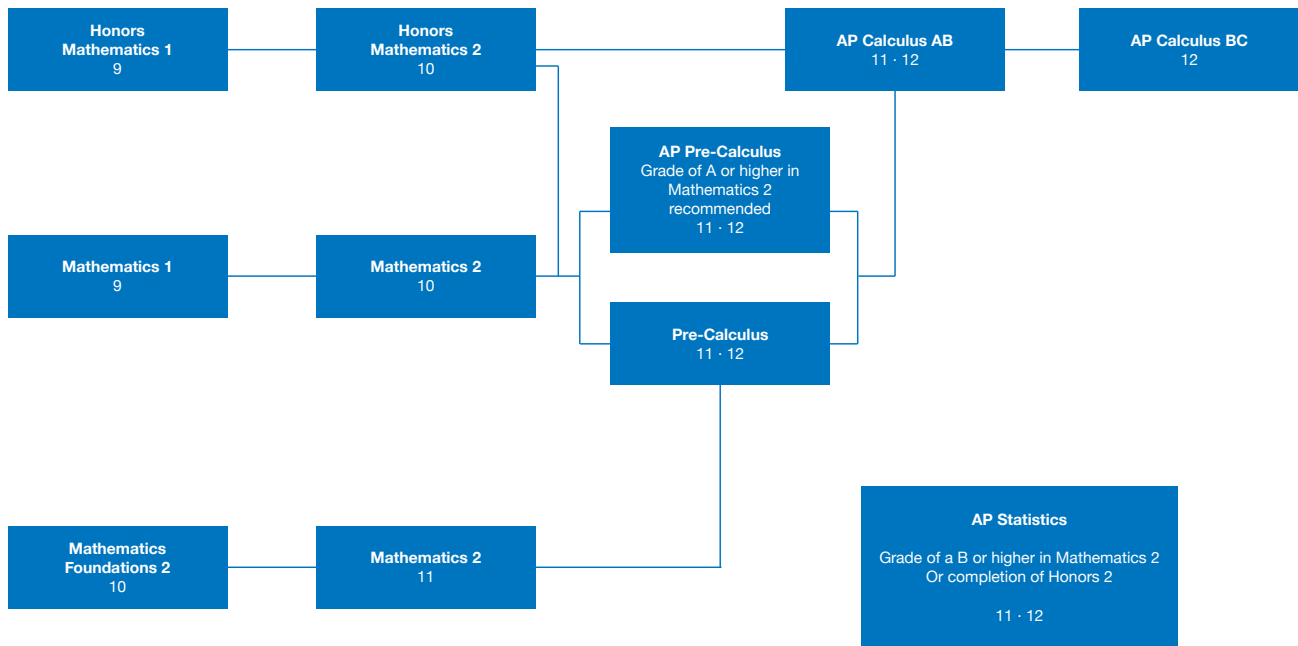 Honors
Mathematics 1
9
Honors
Mathematics 2
10
AP Calculus AB
11 · 12
AP Calculus BC
12
AP Pre-Calculus
Grade of A or higher in
Mathematics 2
recommended
11 · 12
Mathematics 1
9
Mathematics 2
10
Pre-Calculus
11 · 12
Mathematics
Foundations 2
10
Mathematics 2
11
AP Statistics
Grade of a B or higher in Mathematics 2
Or completion of Honors 2
11 · 12